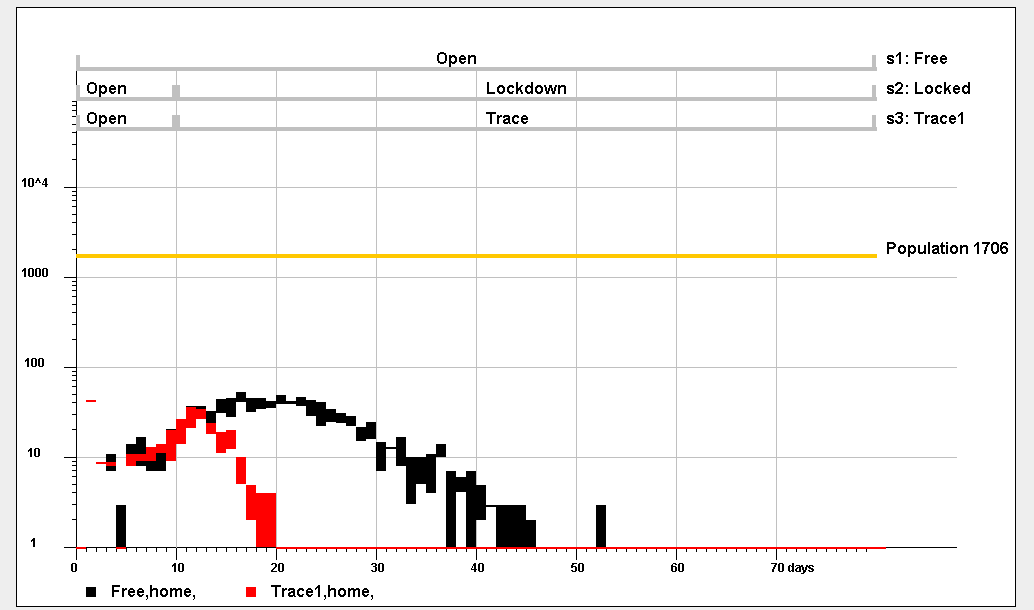 Open s1: Free
Open Lockdown s2: Locked
Open Trace s3: Trace1
10^4
Population 1706
1000
100
10
1
0 10 20 30 40 50 60 70 days
Free,home, Trace1,home,